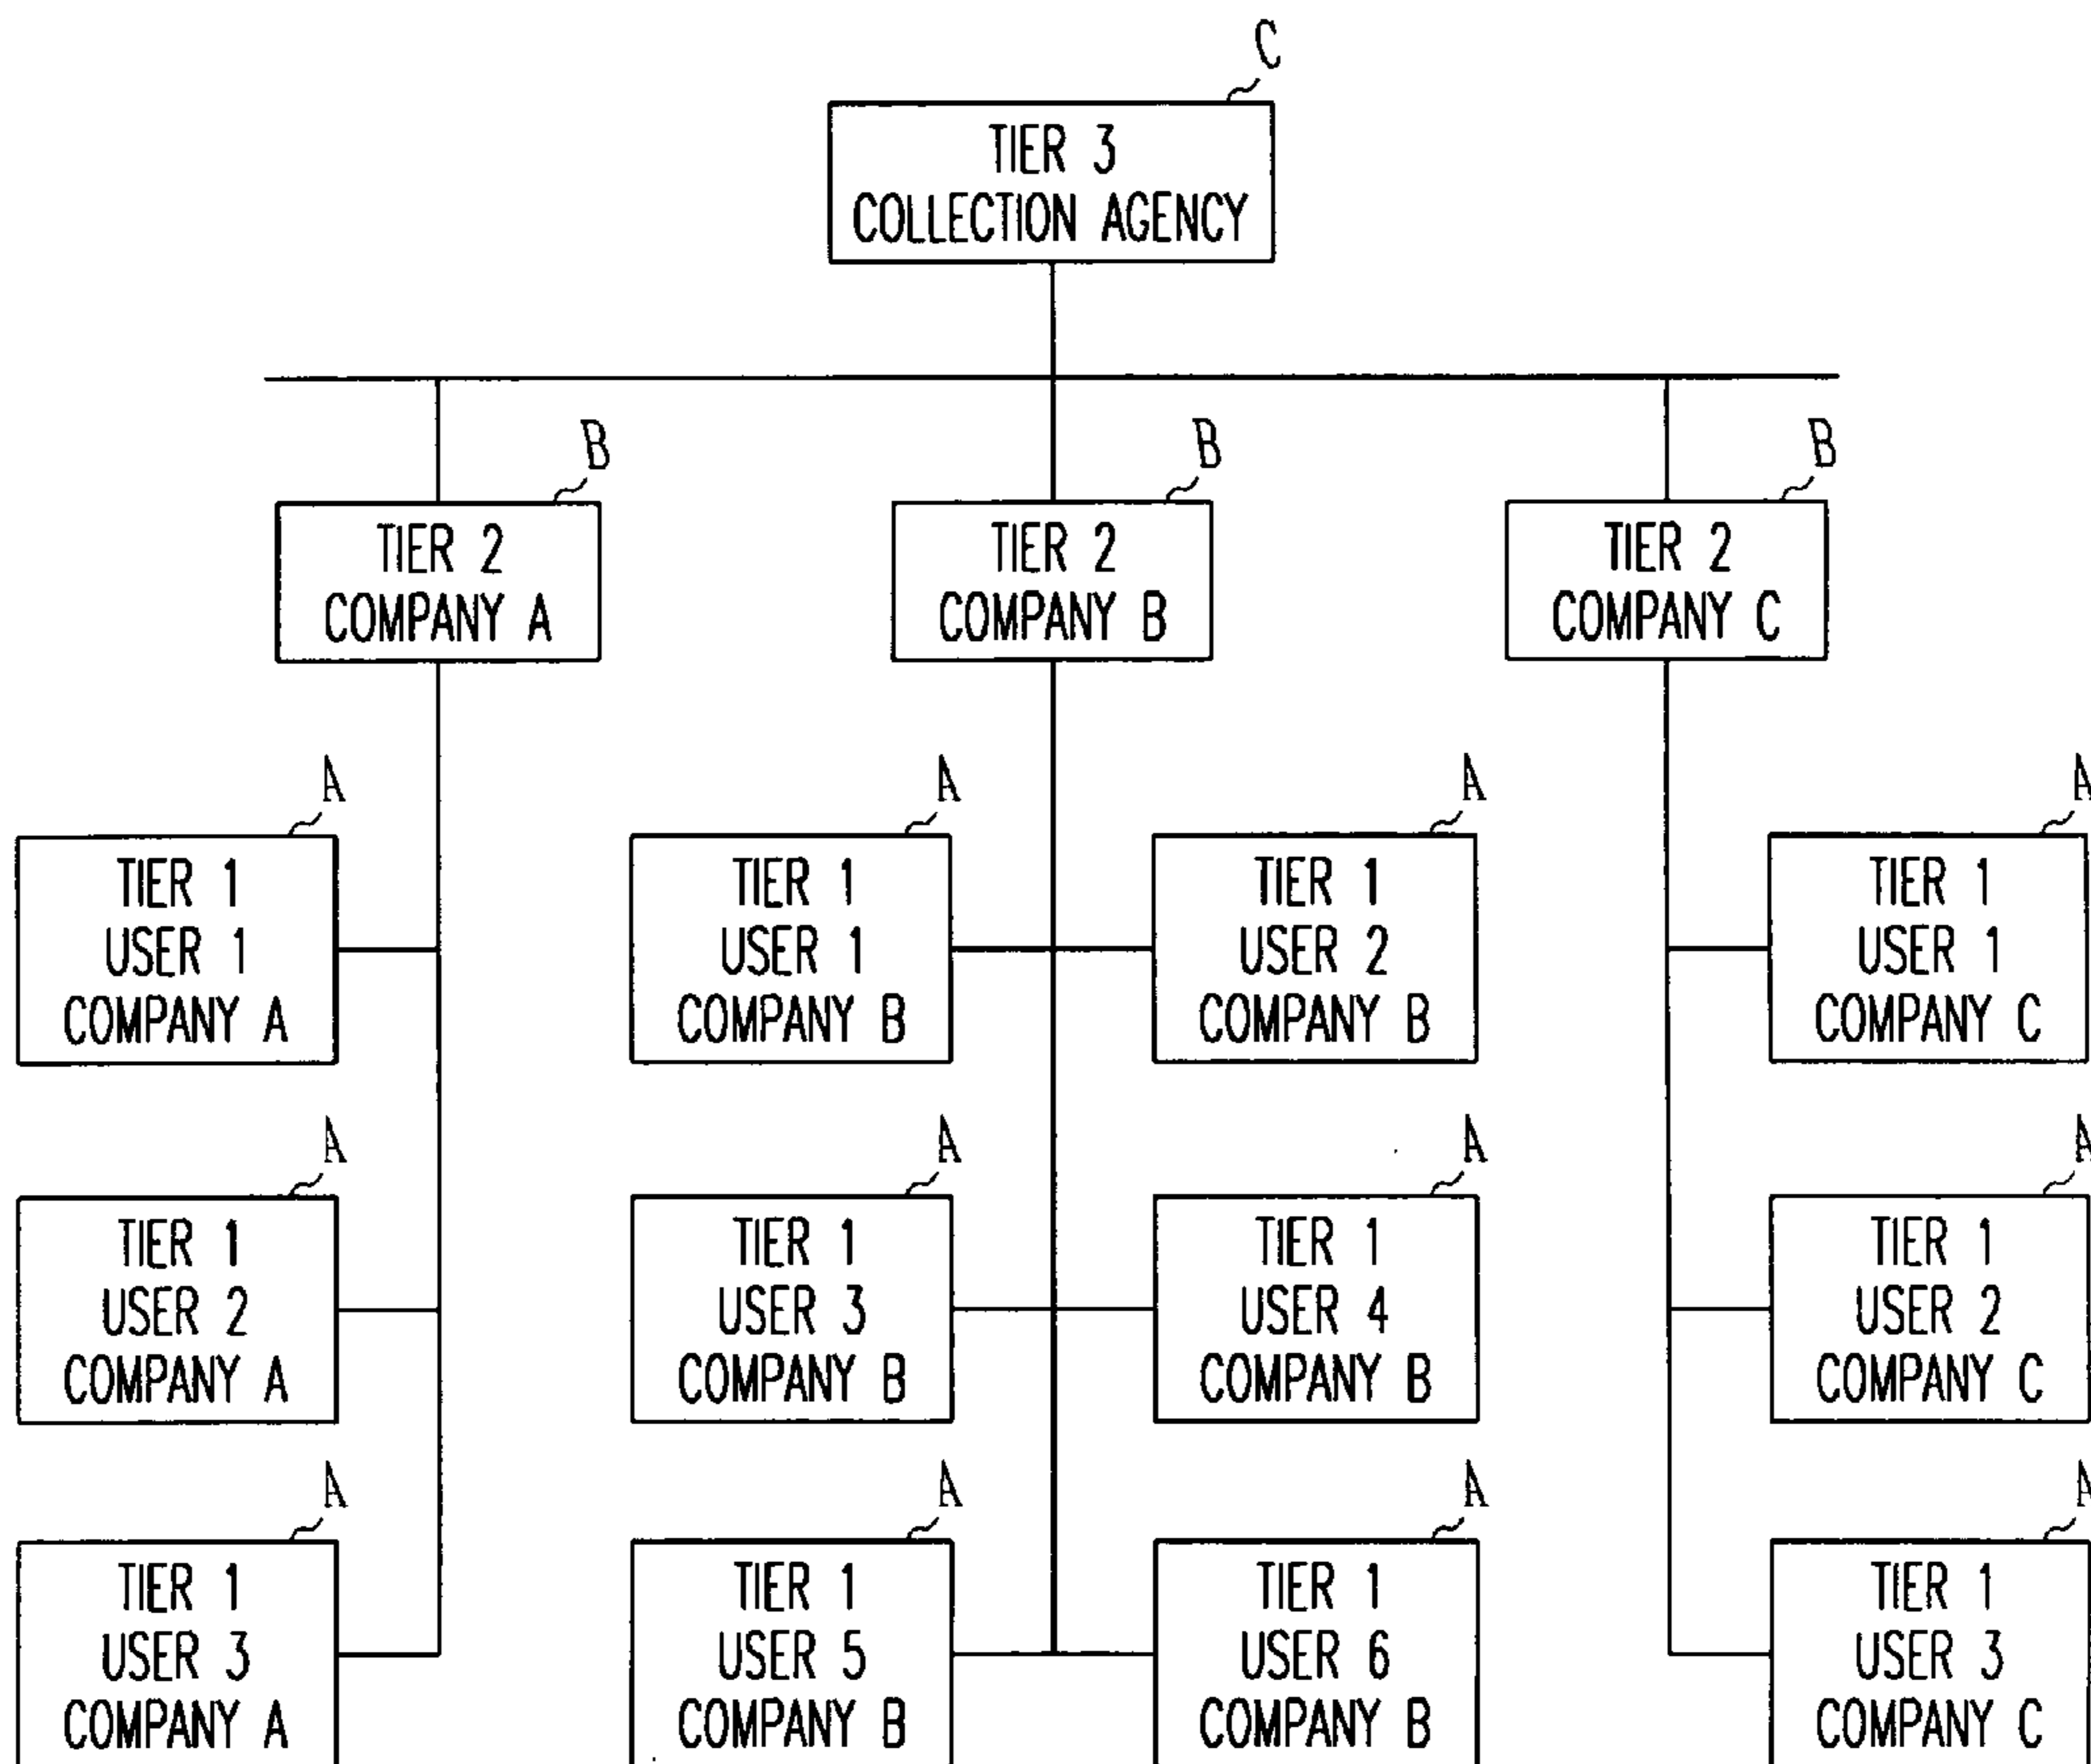 C
TIER 3
COLLECTION AGENCY
B
TIER 2
COMPANY A
B
TIER 2
COMPANY B
B
TIER 2
COMPANY C
A
TIER 1
USER 1
COMPANY A
A
TIER 1
USER 1
COMPANY B
A
TIER 1
USER 2
COMPANY B
A
TIER 1
USER 1
COMPANY C
A
TIER 1
USER 2
COMPANY A
A
TIER 1
USER 3
COMPANY B
A
TIER 1
USER 4
COMPANY B
A
TIER 1
USER 2
COMPANY C
A
TIER 1
USER 3
COMPANY A
A
TIER 1
USER 5
COMPANY B
A
TIER 1
USER 6
COMPANY B
A
TIER 1
USER 3
COMPANY C